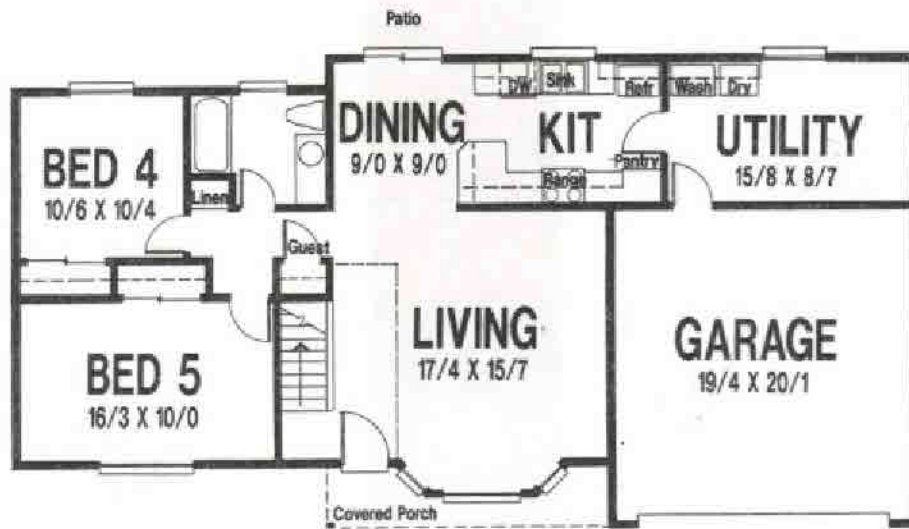 Patio
DW
Sink
Refr
Wash
Dry
DINING
9/0 X 9/0
KIT
UTILITY
15/8 X 8/7
Pantry
Range
BED 4
10/6 X 10/4
Linen
Guest
LIVING
17/4 X 15/7
GARAGE
19/4 X 20/1
BED 5
16/3 X 10/0
Covered Porch